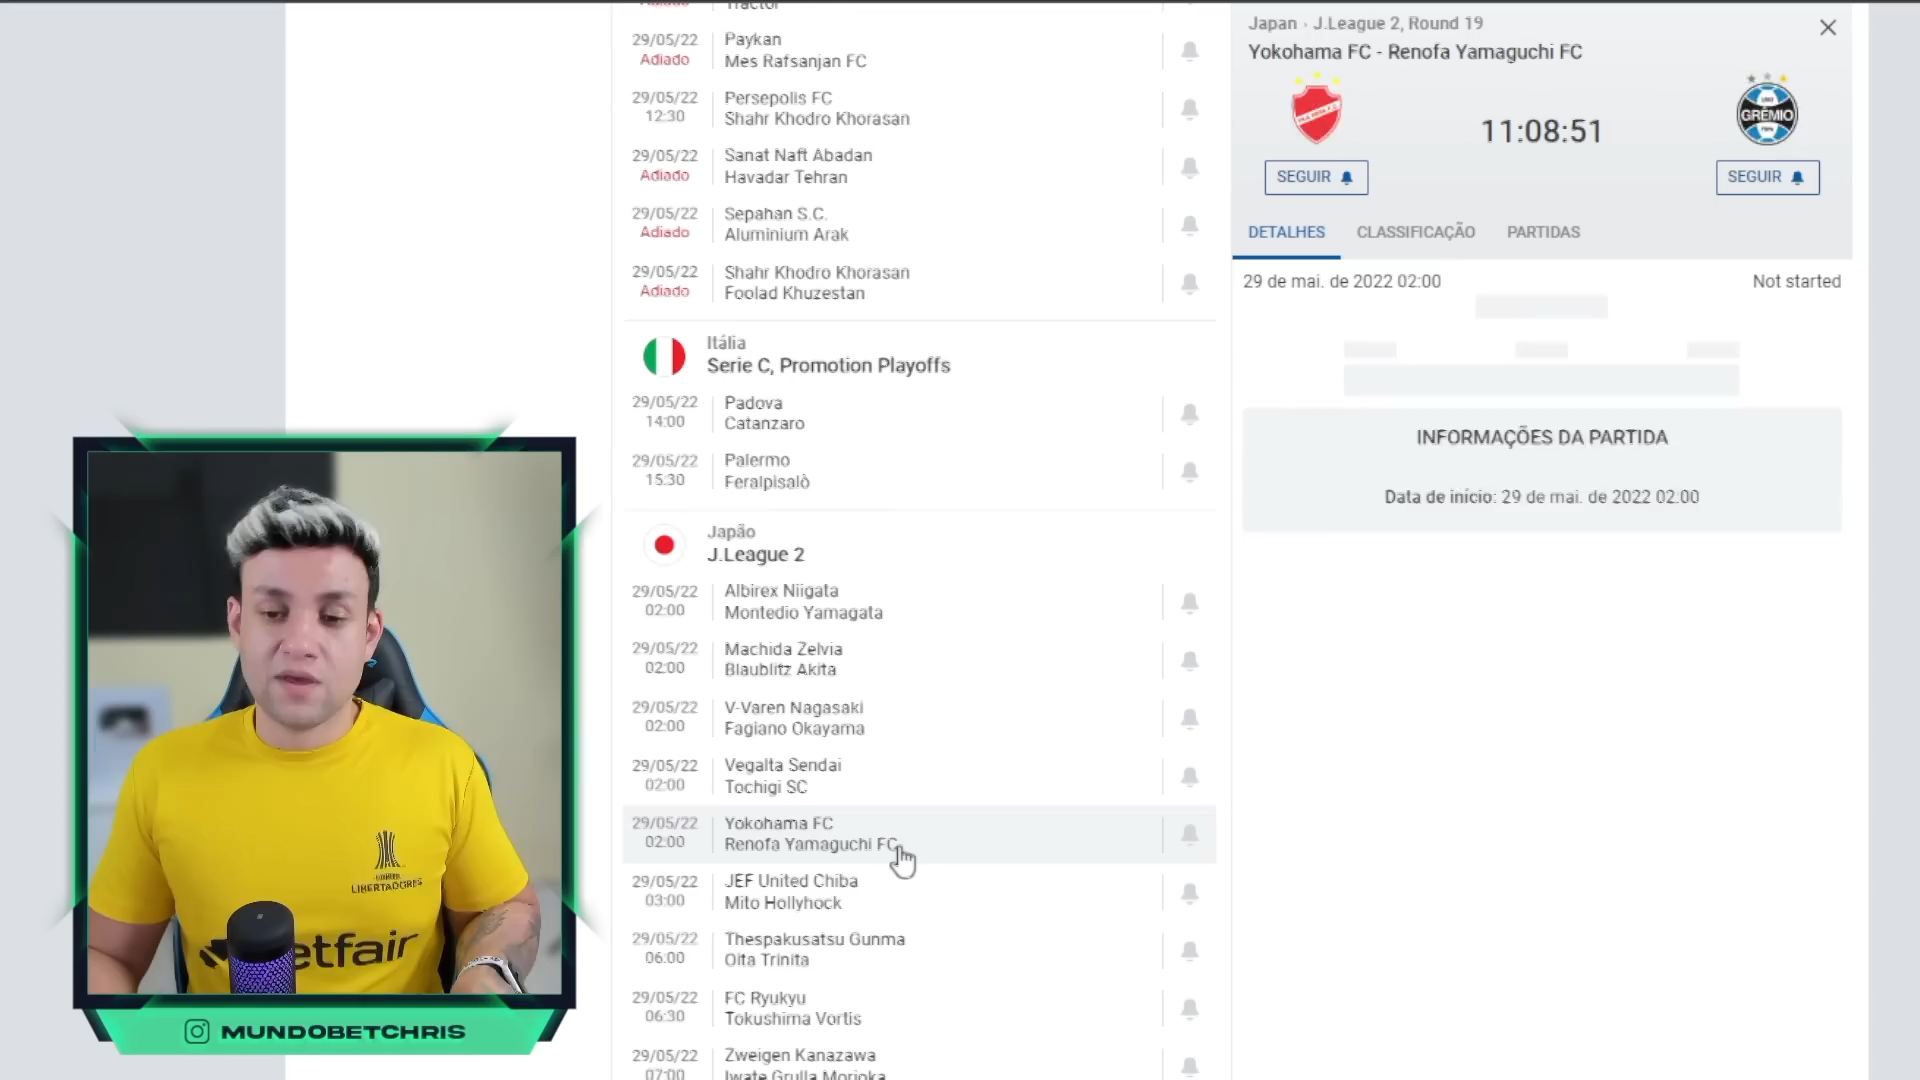 29/05/22
Adiado
Paykan
Mes Rafsanjan FC
29/05/22
12:30
Persepolis FC
Shahr Khodro Khorasan
29/05/22
Adiado
Sanat Naft Abadan
Havadar Tehran
29/05/22
Adiado
Sepahan S.C.
Aluminium Arak
29/05/22
Adiado
Shahr Khodro Khorasan
Foolad Khuzestan
Itália
Serie C, Promotion Playoffs
29/05/22
14:00
Padova
Catanzaro
29/05/22
15:30
Palermo
Feralpisalò
Japão
J.League 2
29/05/22
02:00
Albirex Niigata
Montedio Yamagata
29/05/22
02:00
Machida Zelvia
Blaublitz Akita
29/05/22
02:00
V-Varen Nagasaki
Fagiano Okayama
29/05/22
02:00
Vegalta Sendai
Tochigi SC
29/05/22
02:00
Yokohama FC
Renofa Yamaguchi FC
29/05/22
03:00
JEF United Chiba
Mito Hollyhock
29/05/22
06:00
Thespakusatsu Gunma
Oita Trinita
29/05/22
06:30
FC Ryukyu
Tokushima Vortis
29/05/22
07:00
Zweigen Kanazawa
Iwate Grulla Morioka
Japan · J.League 2, Round 19
Yokohama FC - Renofa Yamaguchi FC
GRÊMIO
11:08:51
SEGUIR
SEGUIR
DETALHES
CLASSIFICAÇÃO
PARTIDAS
29 de mai. de 2022 02:00
Not started
INFORMAÇÕES DA PARTIDA
Data de início: 29 de mai. de 2022 02:00
LIBERTADORES
etfair
MUNDOBETCHRIS